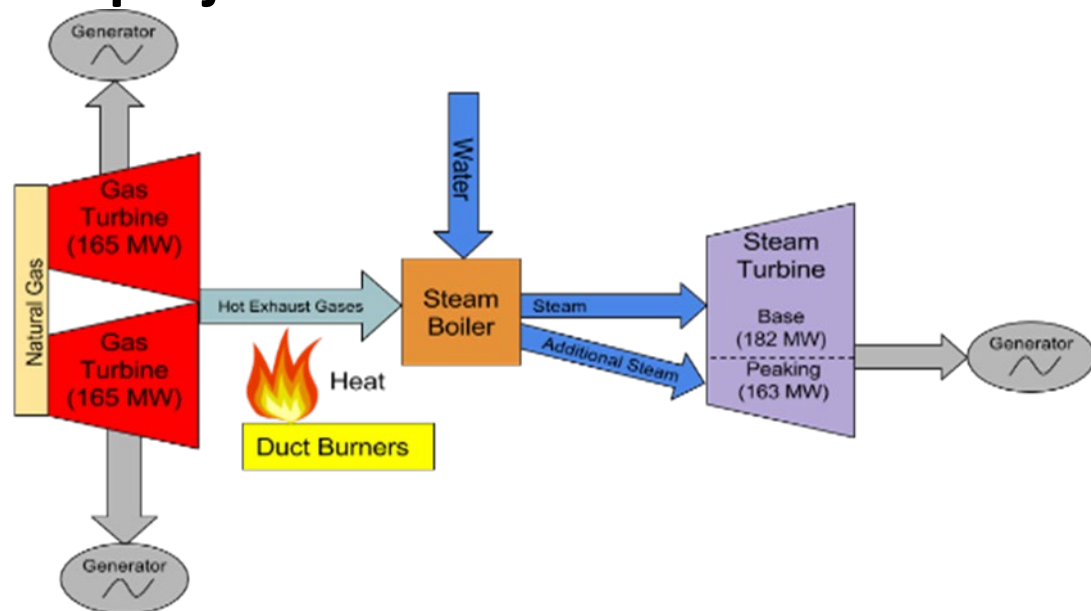 Generator
Gas
Turbine
(165 MW)
Natural Gas
Gas
Turbine
(165 MW)
Generator
Hot Exhaust Gases
Heat
Duct Burners
Water
Steam
Boiler
Steam
Additional Steam
Steam
Turbine
Base
(182 MW)
Peaking
(163 MW)
Generator